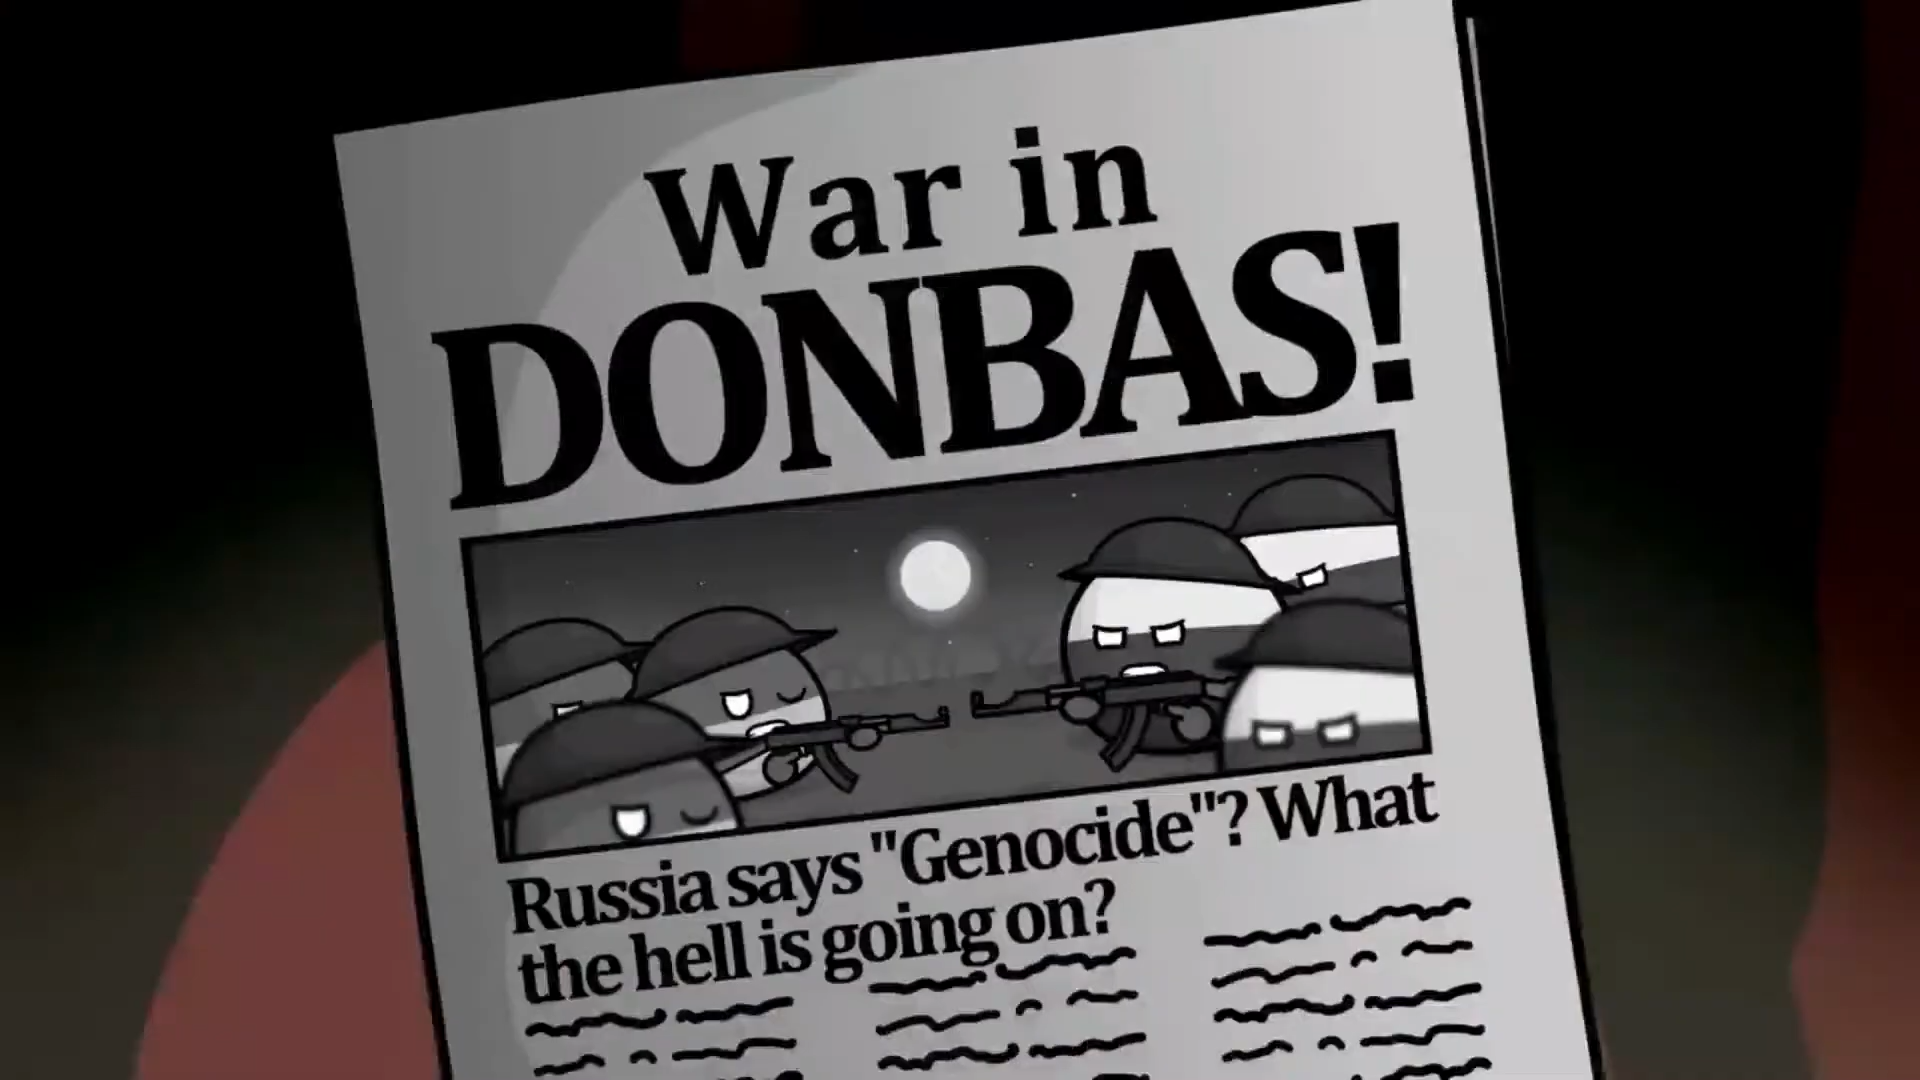 War in
DONBAS!
Russia says "Genocide"? What
the hell is going on?